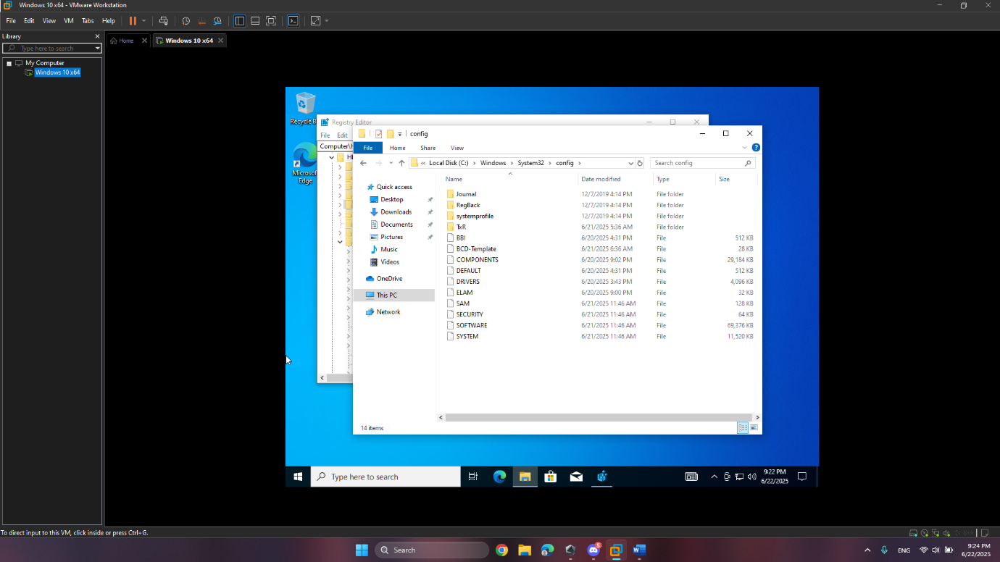 Windows 10 x64 - VMware Workstation
File Edit View VM Tabs Help
Library
Type here to search
My Computer
Windows 10 x64
Home
Windows 10 x64
Recycle B
Microsof
Edge
Registry Editor
File Edit
Computer\H
config
File Home Share View
« Local Disk (C:) > Windows > System32 > config >
Search config
Name Date modified Type Size
Quick access
Desktop
Downloads
Documents
Pictures
Music
Videos
OneDrive
This PC
Network
Journal 12/7/2019 4:14 PM File folder
RegBack 12/7/2019 4:14 PM File folder
systemprofile 12/7/2019 4:14 PM File folder
TxR 6/21/2025 5:36 AM File folder
BBI 6/20/2025 4:31 PM File 512 KB
BCD-Template 6/21/2025 6:36 AM File 28 KB
COMPONENTS 6/20/2025 9:02 PM File 29,184 KB
DEFAULT 6/20/2025 4:31 PM File 512 KB
DRIVERS 6/20/2025 3:43 PM File 4,096 KB
ELAM 6/20/2025 9:00 PM File 32 KB
SAM 6/21/2025 11:46 AM File 128 KB
SECURITY 6/21/2025 11:46 AM File 64 KB
SOFTWARE 6/21/2025 11:46 AM File 69,376 KB
SYSTEM 6/21/2025 11:46 AM File 11,520 KB
14 items
Type here to search
9:22 PM
6/22/2025
To direct input to this VM, click inside or press Ctrl+G.
Search
5
ENG
9:24 PM
6/22/2025